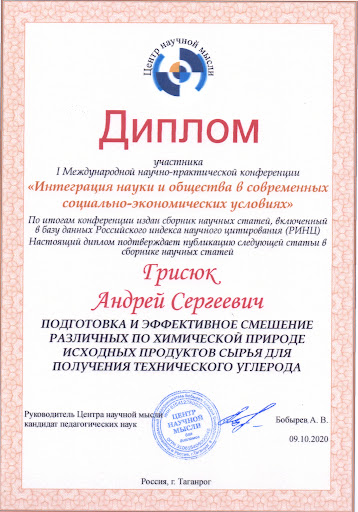 Центр научной мысли
Диплом
участника
I Международной научно-практической конференции
«Интеграция науки и общества в современных
социально-экономических условиях»
По итогам конференции издан сборник научных статей, включенный
в базу данных Российского индекса научного цитирования (РИНЦ)
Настоящий диплом подтверждает публикацию следующей статьи в
сборнике научных статей
Грисюк
Андрей Сергеевич
ПОДГОТОВКА И ЭФФЕКТИВНОЕ СМЕШЕНИЕ
РАЗЛИЧНЫХ ПО ХИМИЧЕСКОЙ ПРИРОДЕ
ИСХОДНЫХ ПРОДУКТОВ СЫРЬЯ ДЛЯ
ПОЛУЧЕНИЯ ТЕХНИЧЕСКОГО УГЛЕРОДА
Руководитель Центра научной мысли
кандидат педагогических наук
ЦЕНТР
НАУЧНОЙ
МЫСЛИ
Бобырев А. В.
09.10.2020
Россия, г. Таганрог